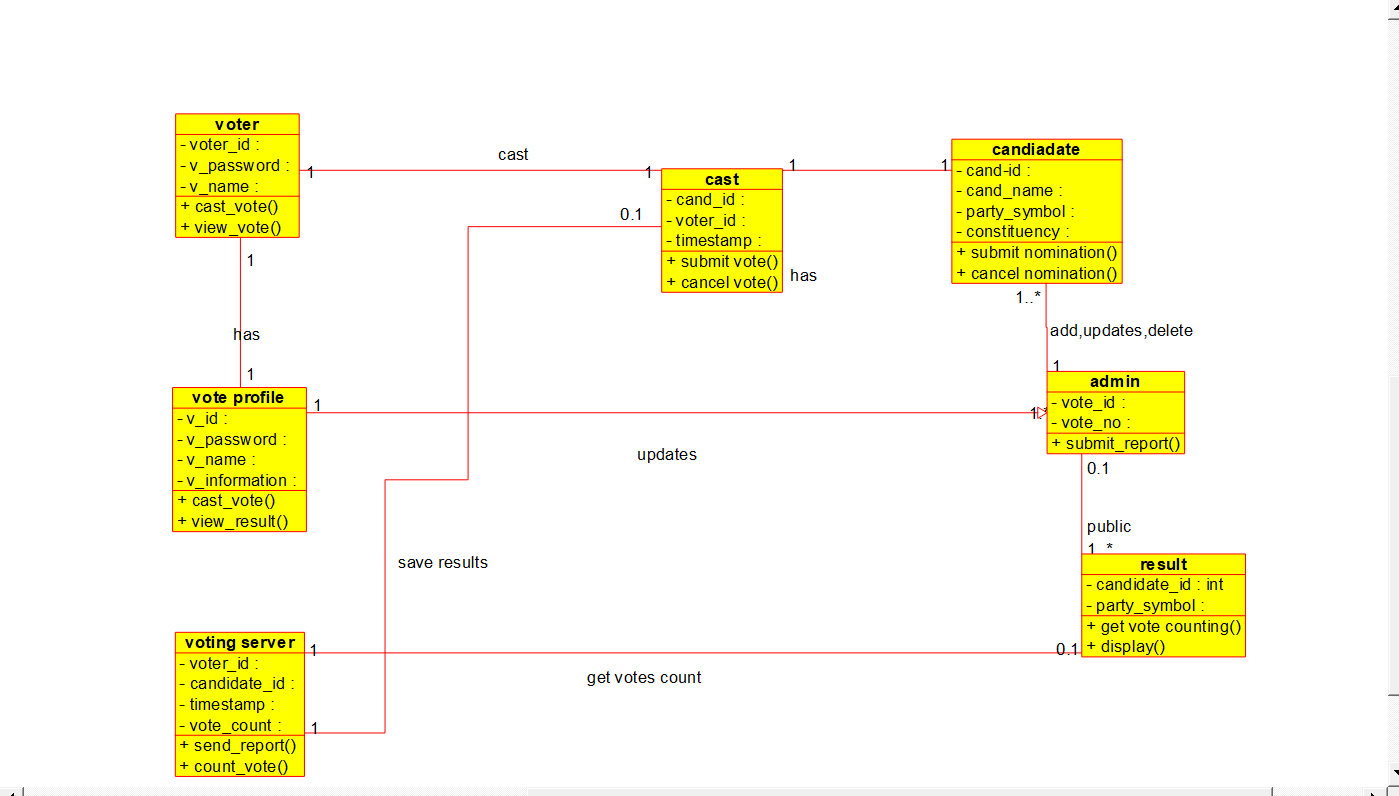 voter
- voter_id :
- v_password :
- v_name :
+ cast_vote()
+ view_vote()
1
cast
1
cast
- cand_id :
- voter_id :
- timestamp :
+ submit vote()
+ cancel vote()
0.1
1
1
has
candiadate
- cand-id :
- cand_name :
- party_symbol :
- constituency :
+ submit nomination()
+ cancel nomination()
1
has
1
1..*
add,updates,delete
1
vote profile
- v_id :
- v_password :
- v_name :
- v_information :
+ cast_vote()
+ view_result()
1
updates
1
admin
- vote_id :
- vote_no :
+ submit_report()
0.1
public
1..*
save results
result
- candidate_id : int
- party_symbol :
+ get vote counting()
+ display()
voting server
- voter_id :
- candidate_id :
- timestamp :
- vote_count :
+ send_report()
+ count_vote()
1
get votes count
0.1
1